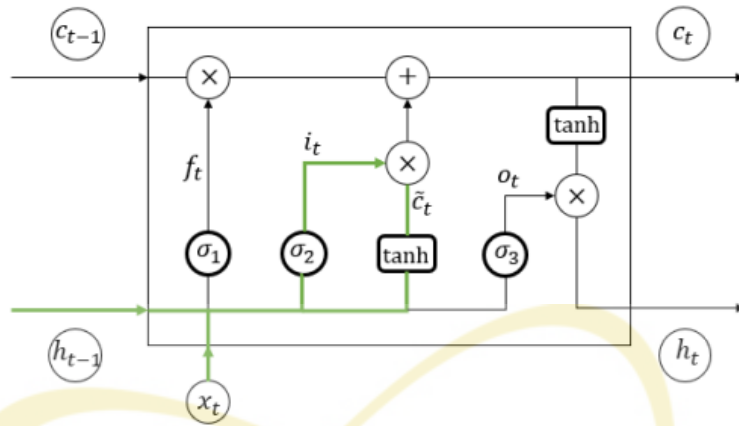 c_{t−1} c_t
× +
tanh
i_t ×
f_t o_t ×
c̃_t
σ_1 σ_2 tanh σ_3
h_{t−1} h_t
x_t